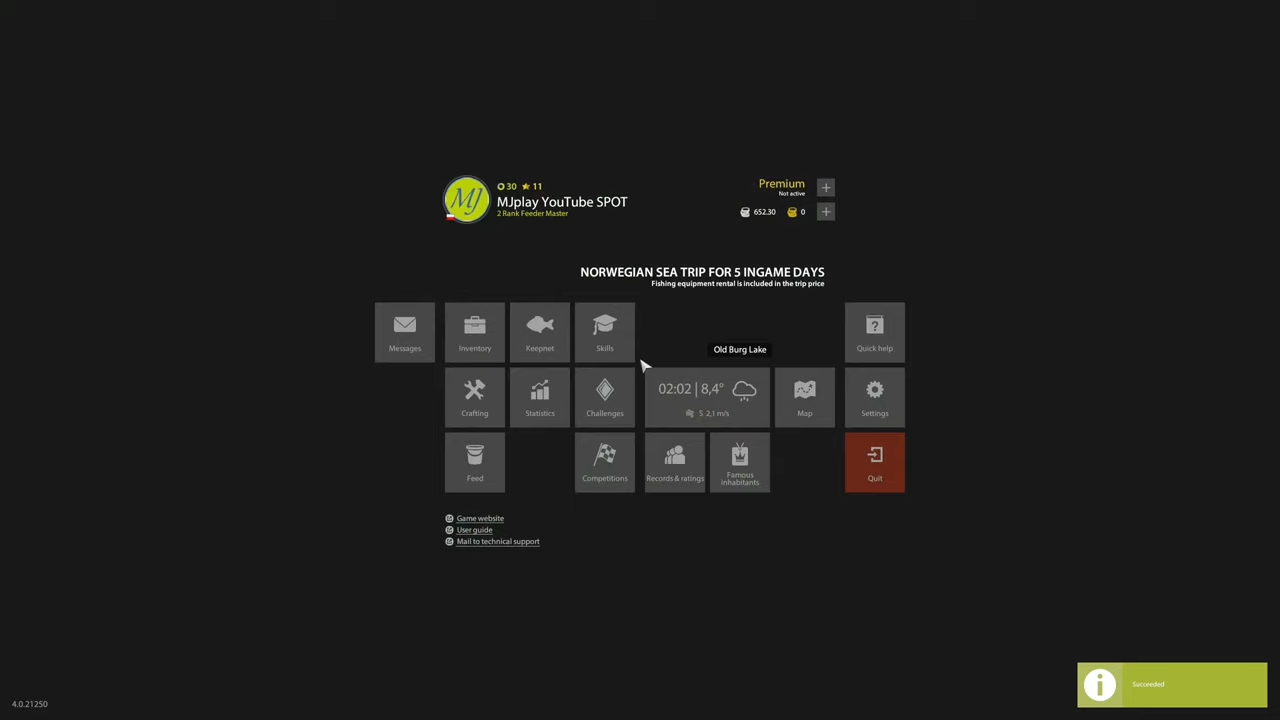 30 11
MJplay YouTube SPOT
2 Rank Feeder Master
MJ
Premium
Not active
652.30 0
NORWEGIAN SEA TRIP FOR 5 INGAME DAYS
Fishing equipment rental is included in the trip price
Messages
Inventory
Keepnet
Skills
Old Burg Lake
Quick help
Crafting
Statistics
Challenges
02:02 | 8,4°
S 2,1 m/s
Map
Settings
Feed
Competitions
Records & ratings
Famous
inhabitants
Quit
Game website
User guide
Mail to technical support
Succeeded
4.0.21250